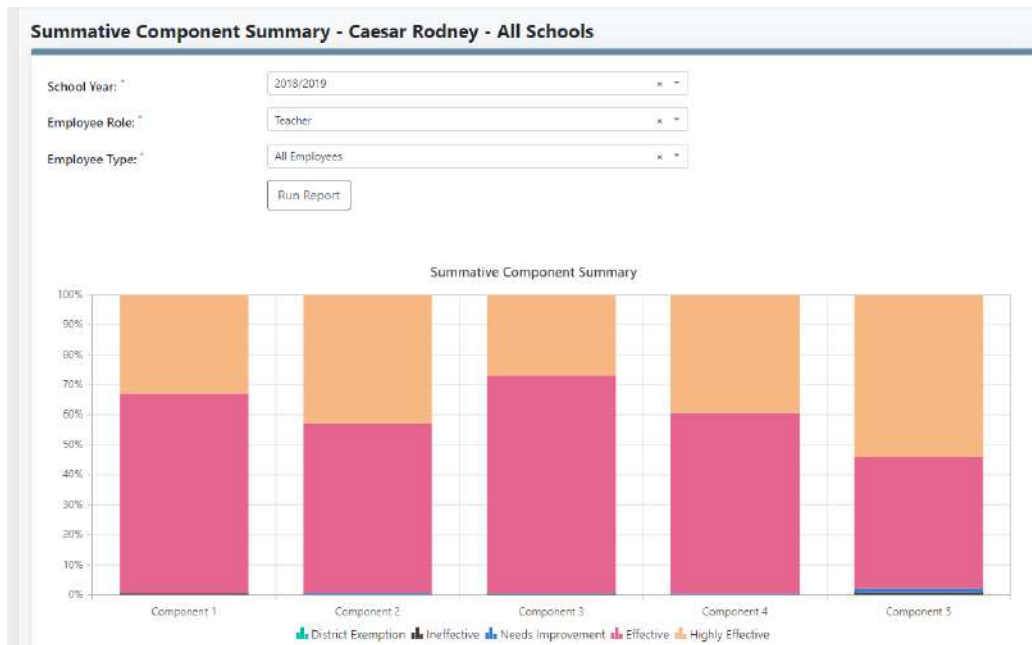 Summative Component Summary - Caesar Rodney - All Schools
School Year: * 2018/2019 × 
Employee Role: * Teacher ×
Employee Type: * All Employees ×
Run Report
Summative Component Summary
100%
90%
80%
70%
60%
50%
40%
30%
20%
10%
0%
Component 1 Component 2 Component 3 Component 4 Component 5
District Exemption Ineffective Needs Improvement Effective Highly Effective